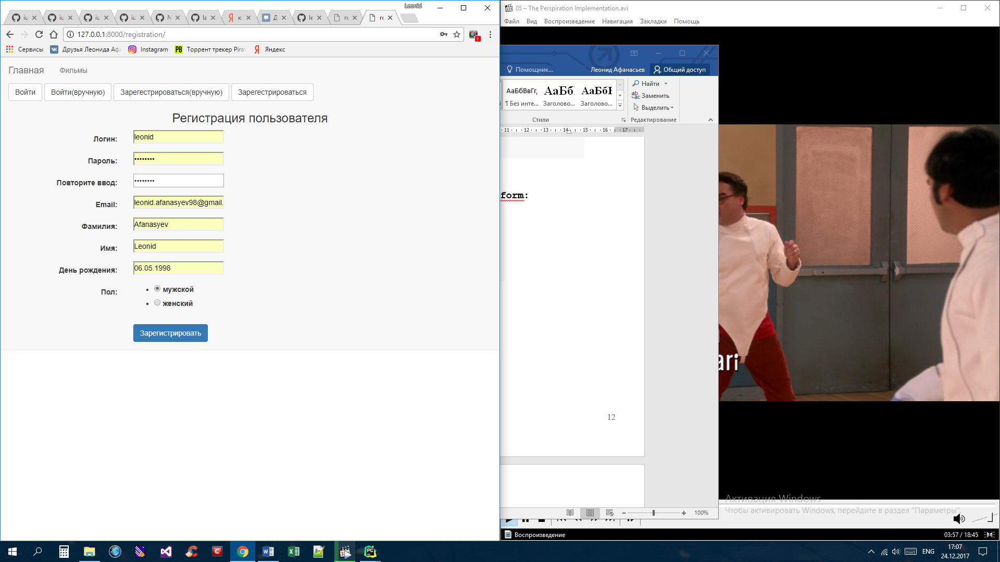 Leonid
127.0.0.1:8000/registration/
Сервисы
Друзья Леонида Афа
Instagram
Торрент трекер Pirat
Яндекс
Главная
Фильмы
Войти
Войти(вручную)
Зарегестрироваться(вручную)
Зарегестрироваться
Регистрация пользователя
Логин:
leonid
Пароль:
••••••••
Повторите ввод:
••••••••
Email:
leonid.afanasyev98@gmail.
Фамилия:
Afanasyev
Имя:
Leonid
День рождения:
06.05.1998
Пол:
мужской
женский
Зарегистрировать
05 – The Perspiration Implementation.avi
Файл
Вид
Воспроизведение
Навигация
Закладки
Помощь
Помощник...
Леонид Афанасьев
Общий доступ
АаБбВвГг,
АаБб
АаБбІ
¶ Без инте...
Заголово...
Заголово...
Стили
Найти
Заменить
Выделить
Редактирование
11 12 13 14 15 16 17
form:
12
100%
ari
Активация Windows
Чтобы активировать Windows, перейдите в раздел "Параметры".
Воспроизведение
03:57 / 18:45
ENG
17:07
24.12.2017